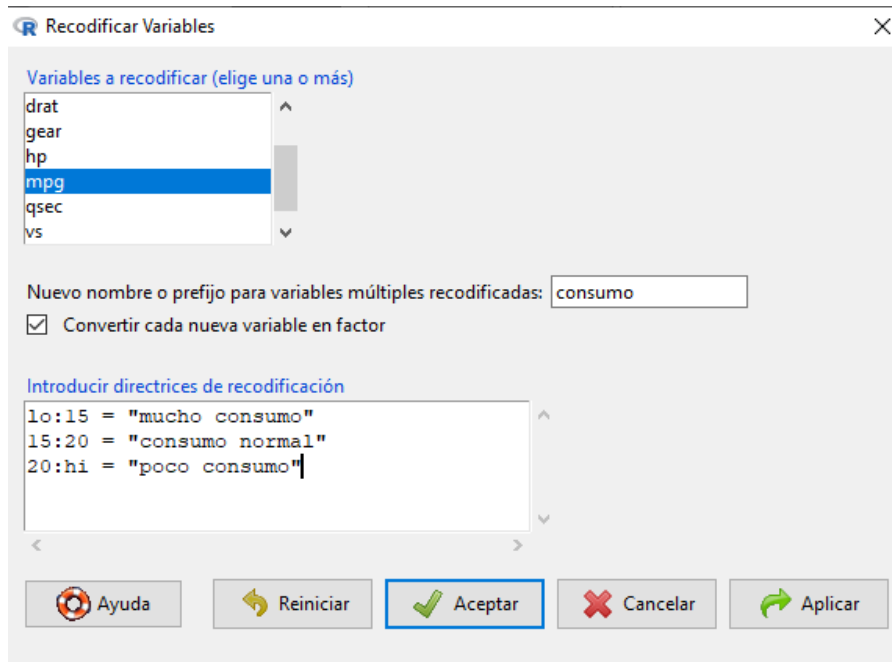 Recodificar Variables
Variables a recodificar (elige una o más)
drat
gear
hp
mpg
qsec
vs
Nuevo nombre o prefijo para variables múltiples recodificadas: consumo
Convertir cada nueva variable en factor
Introducir directrices de recodificación
lo:15 = "mucho consumo"
15:20 = "consumo normal"
20:hi = "poco consumo"
Ayuda Reiniciar Aceptar Cancelar Aplicar